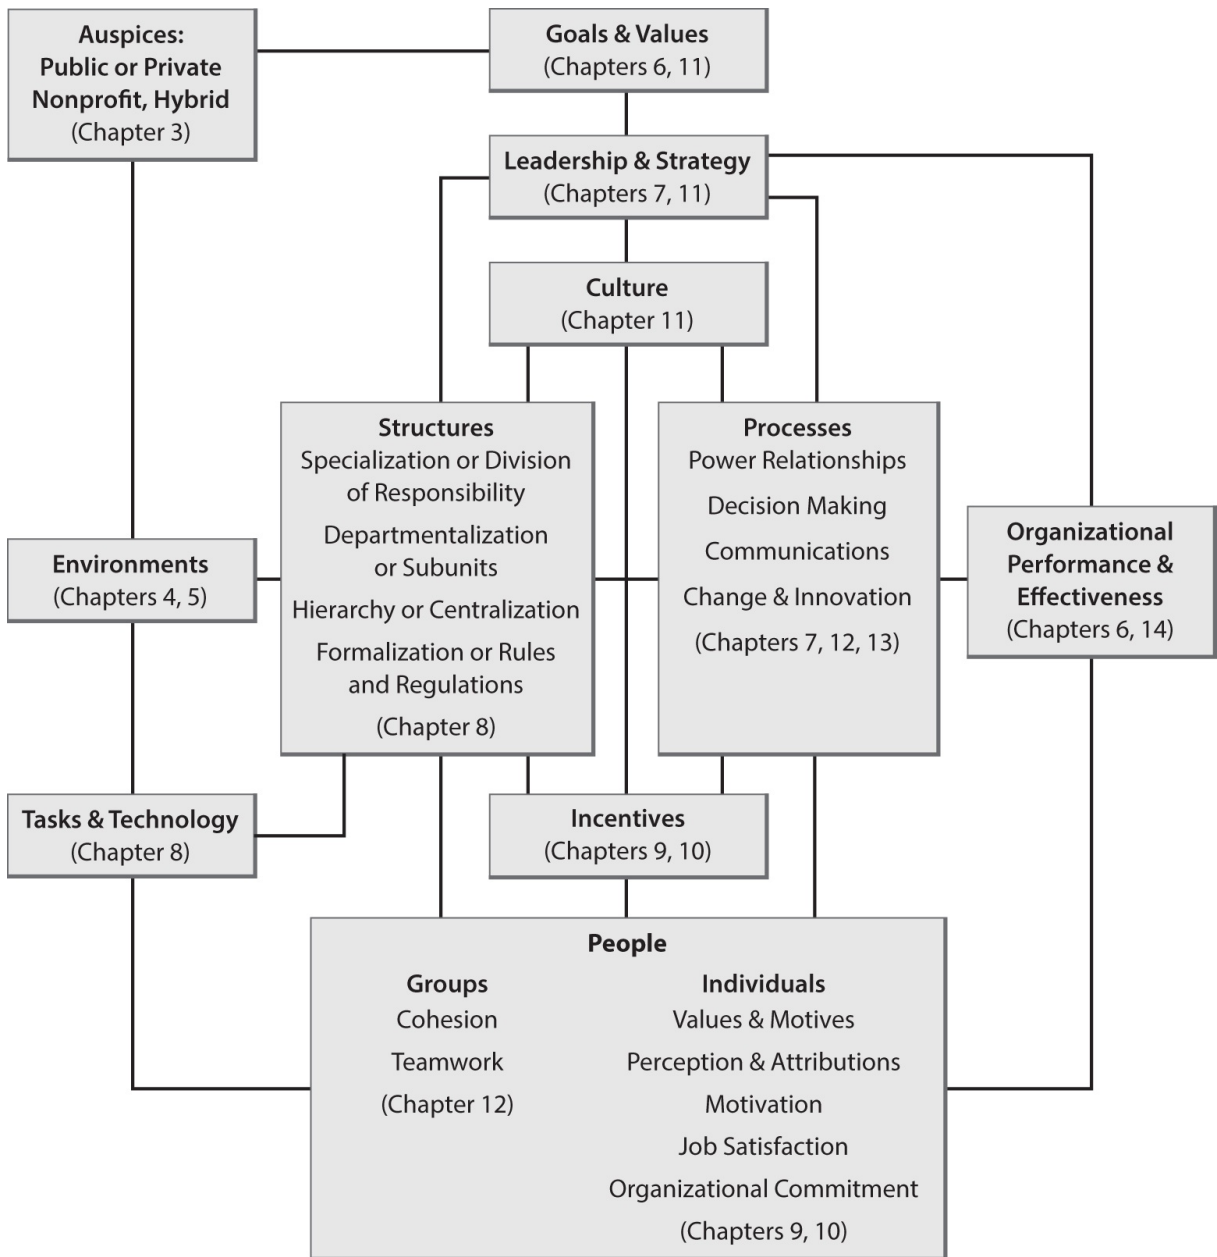 Auspices:
Public or Private
Nonprofit, Hybrid
(Chapter 3)
Goals & Values
(Chapters 6, 11)
Leadership & Strategy
(Chapters 7, 11)
Culture
(Chapter 11)
Structures
Specialization or Division
of Responsibility
Departmentalization
or Subunits
Hierarchy or Centralization
Formalization or Rules
and Regulations
(Chapter 8)
Processes
Power Relationships
Decision Making
Communications
Change & Innovation
(Chapters 7, 12, 13)
Organizational
Performance &
Effectiveness
(Chapters 6, 14)
Environments
(Chapters 4, 5)
Tasks & Technology
(Chapter 8)
Incentives
(Chapters 9, 10)
People
Groups
Cohesion
Teamwork
(Chapter 12)
Individuals
Values & Motives
Perception & Attributions
Motivation
Job Satisfaction
Organizational Commitment
(Chapters 9, 10)